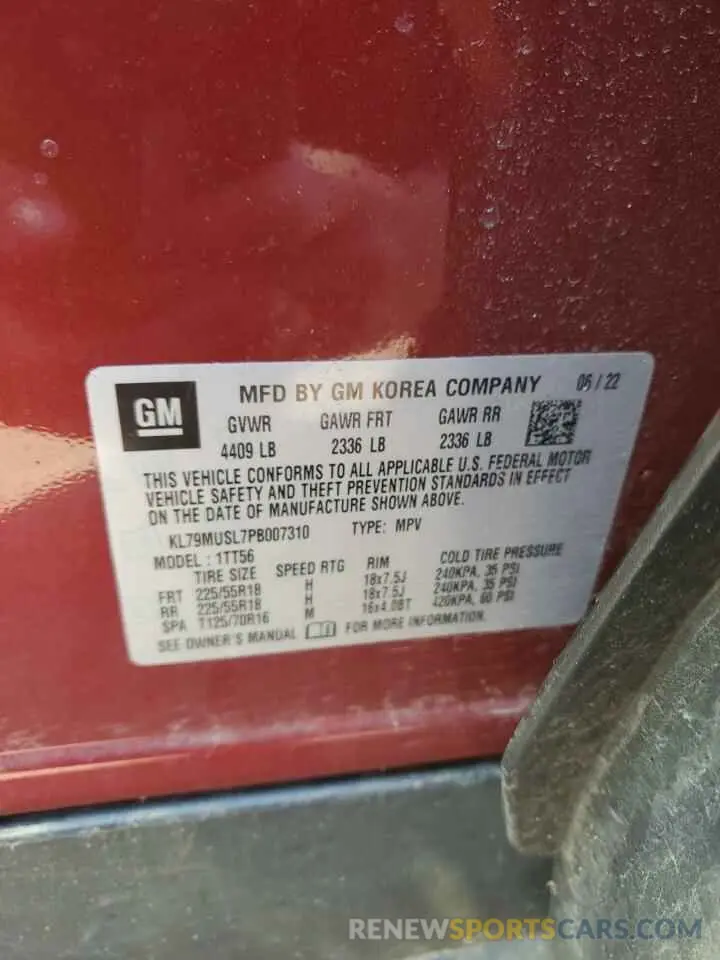 GM
MFD BY GM KOREA COMPANY 06 / 22
GVWR GAWR FRT GAWR RR
4409 LB 2336 LB 2336 LB
THIS VEHICLE CONFORMS TO ALL APPLICABLE U.S. FEDERAL MOTOR
VEHICLE SAFETY AND THEFT PREVENTION STANDARDS IN EFFECT
ON THE DATE OF MANUFACTURE SHOWN ABOVE.
KL79MUSL7PB007310 TYPE: MPV
MODEL : 1TT56
TIRE SIZE SPEED RTG RIM COLD TIRE PRESSURE
FRT 225/55R18 H 18x7.5J 240KPA, 35 PSI
RR 225/55R18 H 18x7.5J 240KPA, 35 PSI
SPA T125/70R16 M 16x4.0BT 420KPA, 60 PSI
SEE OWNER'S MANUAL FOR MORE INFORMATION.
RENEWSPORTSCARS.COM